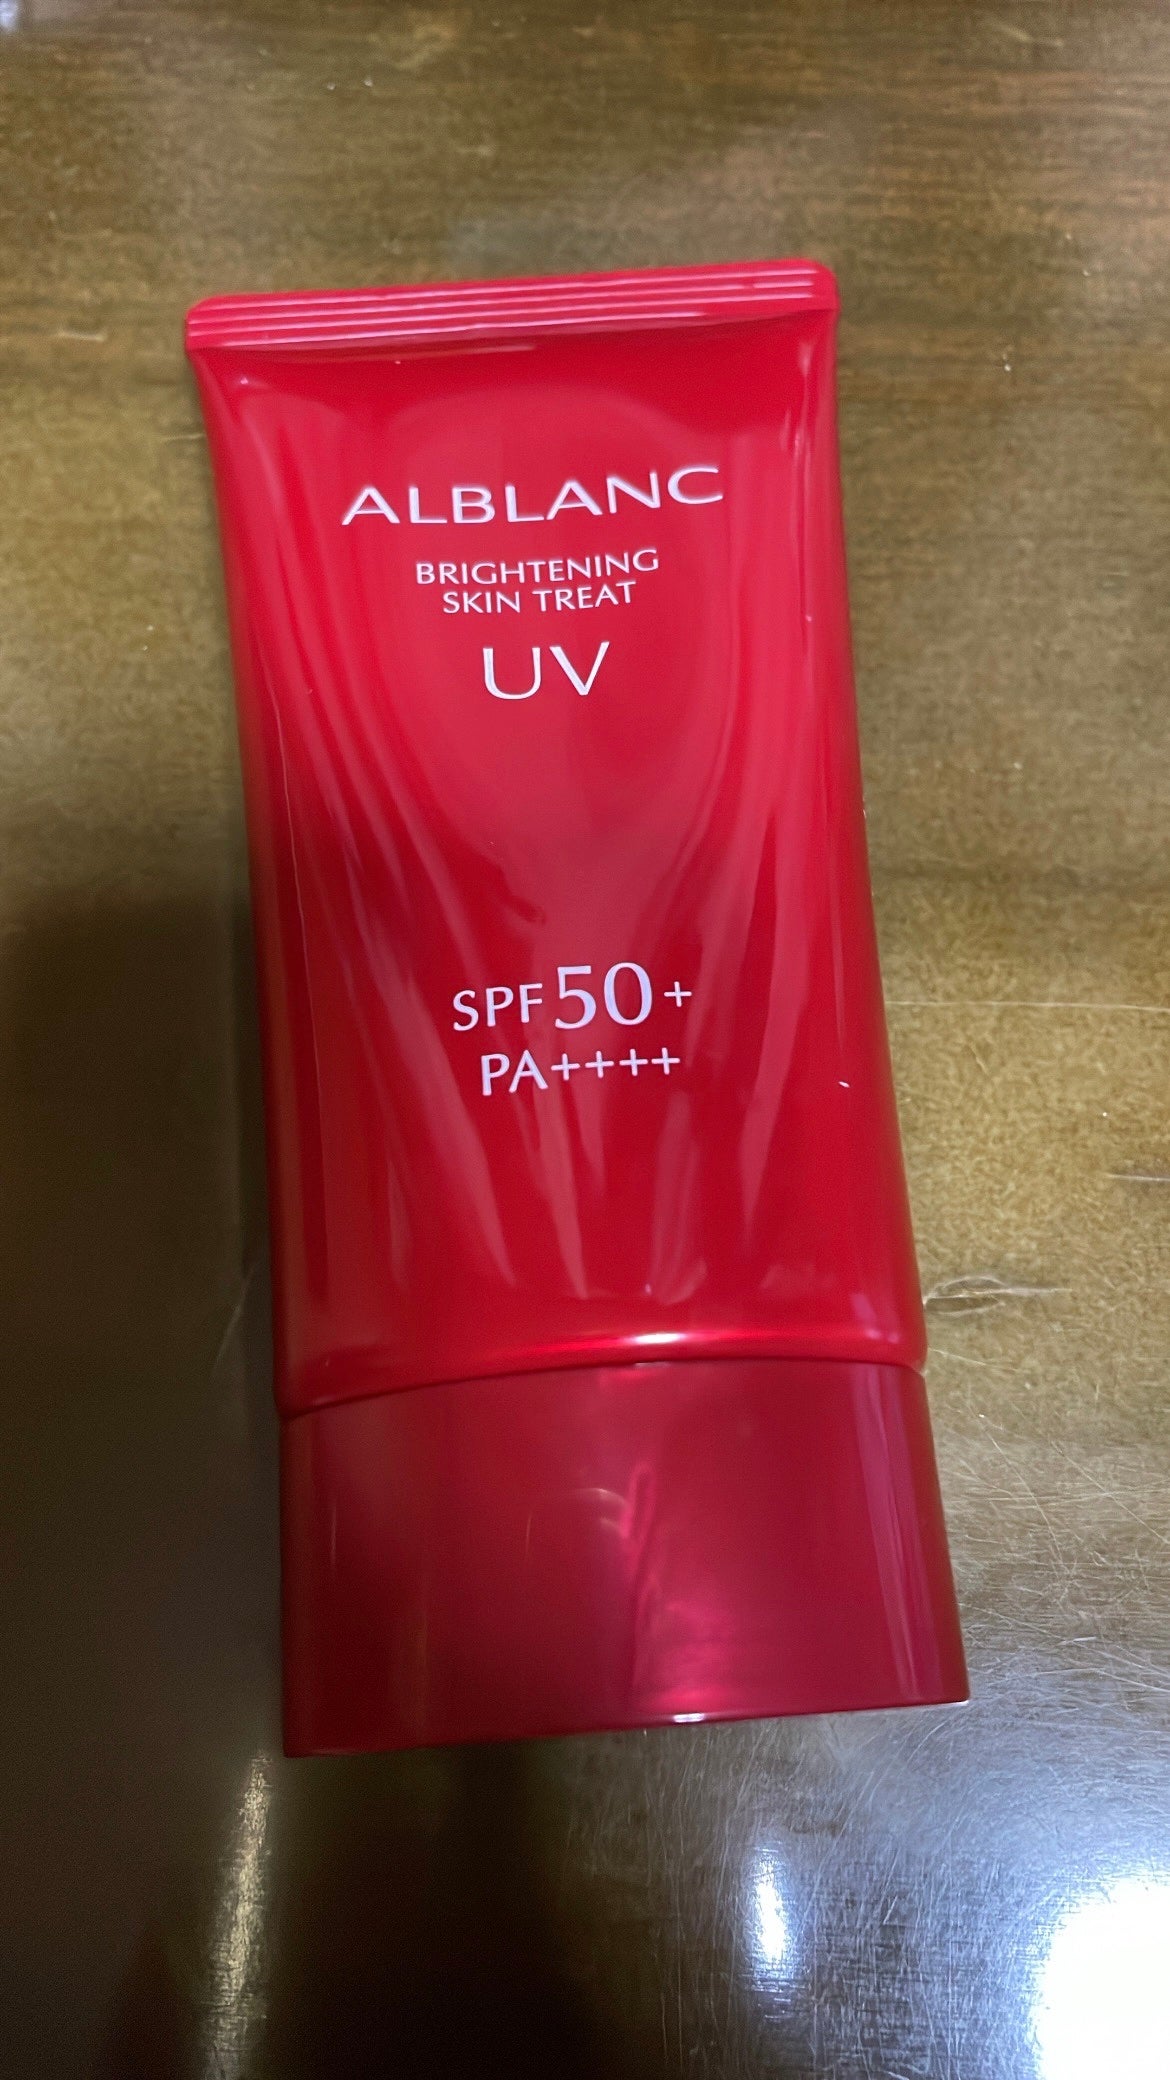 ALBLANC
BRIGHTENING
SKIN TREAT
UV
SPF50+
PA++++